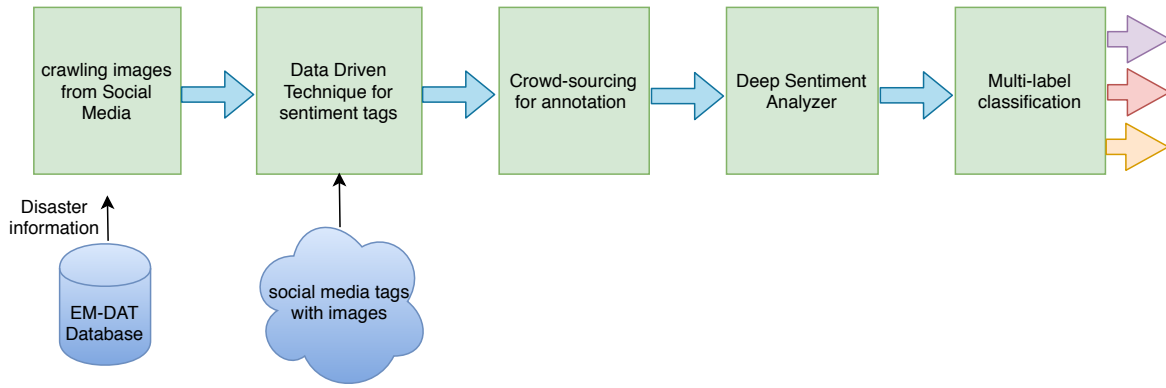 crawling images
from Social
Media
Data Driven
Technique for
sentiment tags
Crowd-sourcing
for annotation
Deep Sentiment
Analyzer
Multi-label
classification
Disaster
information
EM-DAT
Database
social media tags
with images